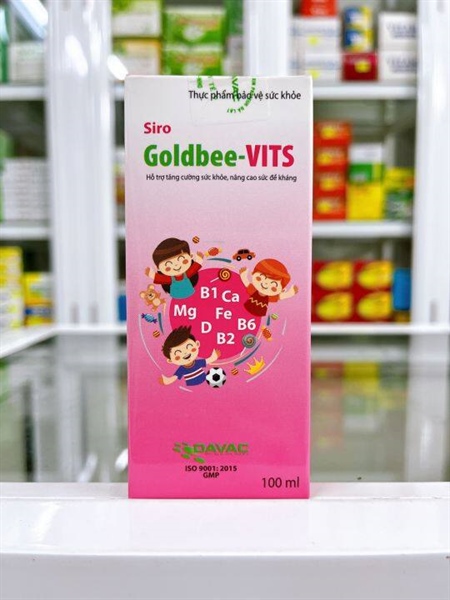 Thực phẩm bảo vệ sức khỏe
Siro
Goldbee-VITS
Hỗ trợ tăng cường sức khỏe, nâng cao sức đề kháng
B1 Ca
Mg Fe
D B6
B2
DAVAC
ISO 9001: 2015
GMP
100 ml